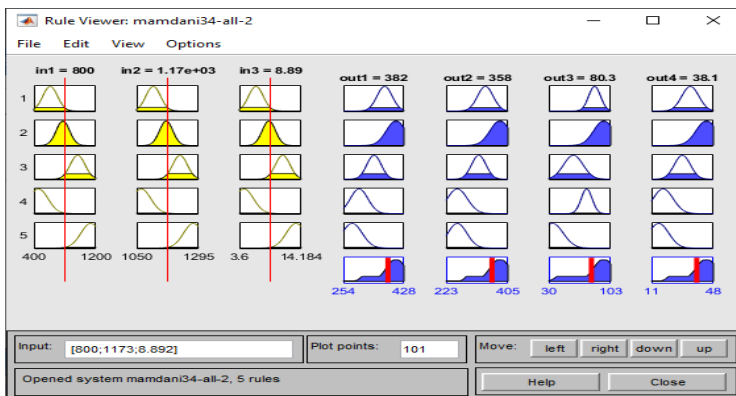 Rule Viewer: mamdani34-all-2
File Edit View Options
in1 = 800 in2 = 1.17e+03 in3 = 8.89 out1 = 382 out2 = 358 out3 = 80.3 out4 = 38.1
1
2
3
4
5
400 1200 1050 1295 3.6 14.184
254 428 223 405 30 103 11 48
Input: [800;1173;8.892] Plot points: 101 Move: left right down up
Opened system mamdani34-all-2, 5 rules Help Close